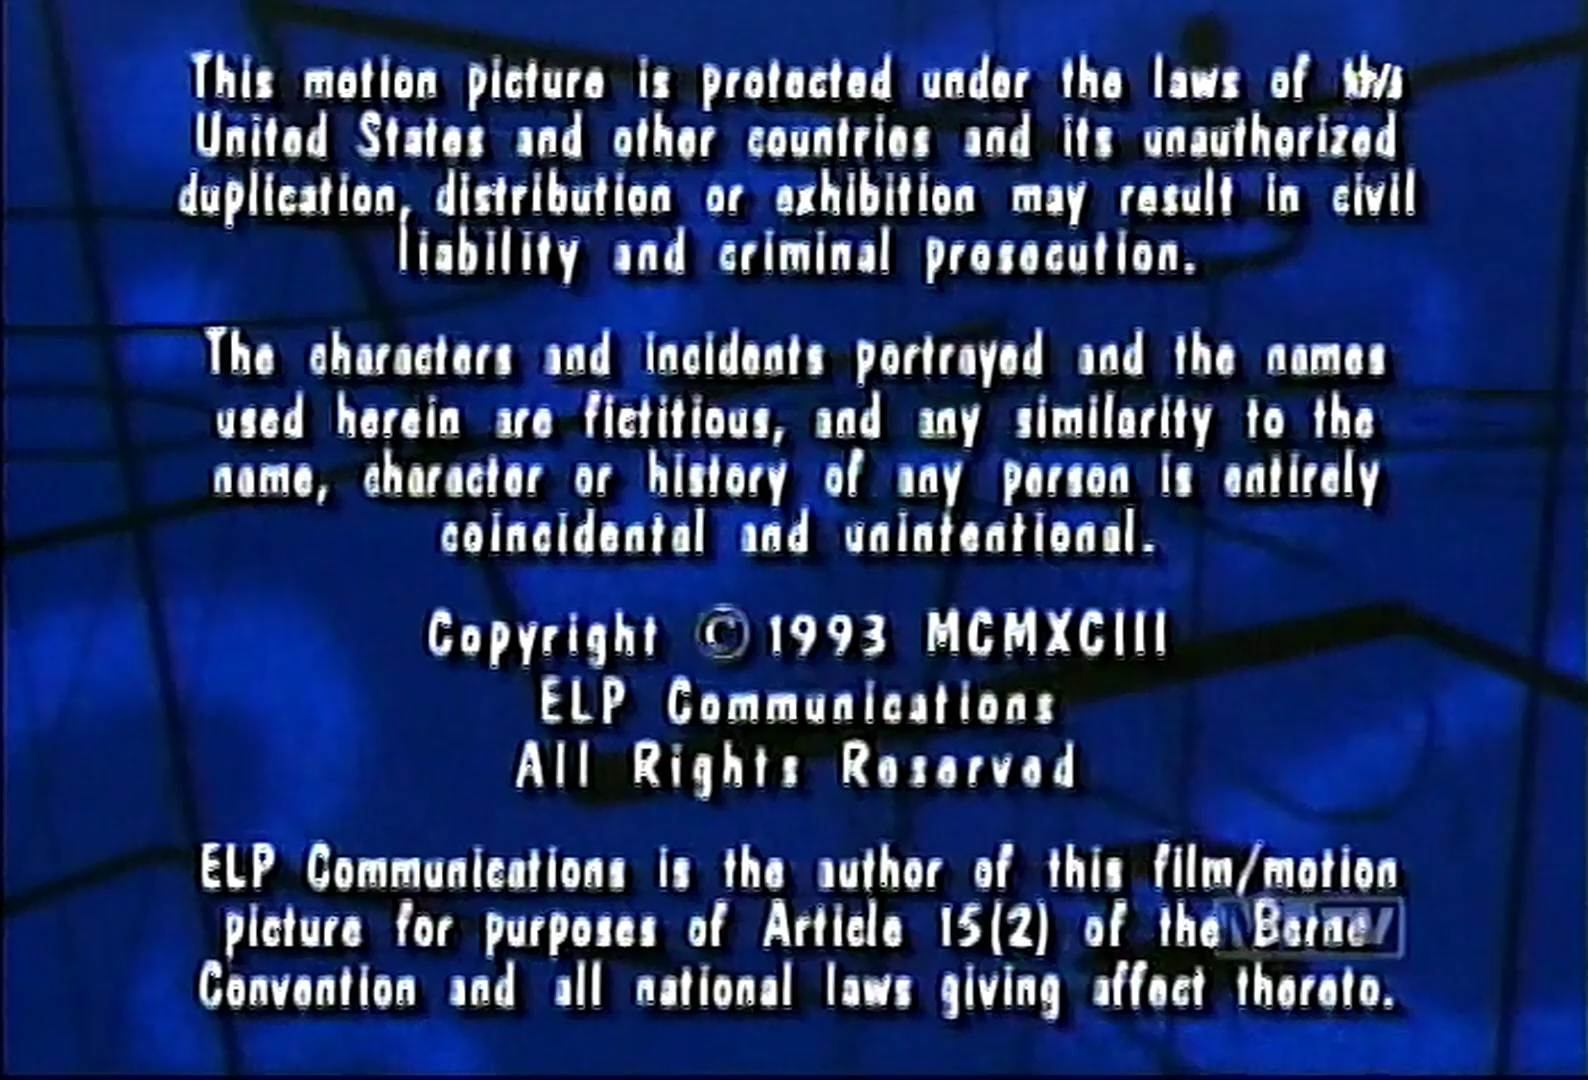 This motion picture is protected under the laws of this
United States and other countries and its unauthorized
duplication, distribution or exhibition may result in civil
liability and criminal prosecution.
The characters and incidents portrayed and the names
used herein are fictitious, and any similarity to the
name, character or history of any person is entirely
coincidental and unintentional.
Copyright © 1993 MCMXCIII
ELP Communications
All Rights Reserved
ELP Communications is the author of this film/motion
picture for purposes of Article 15(2) of the Berne
Convention and all national laws giving affect thereto.